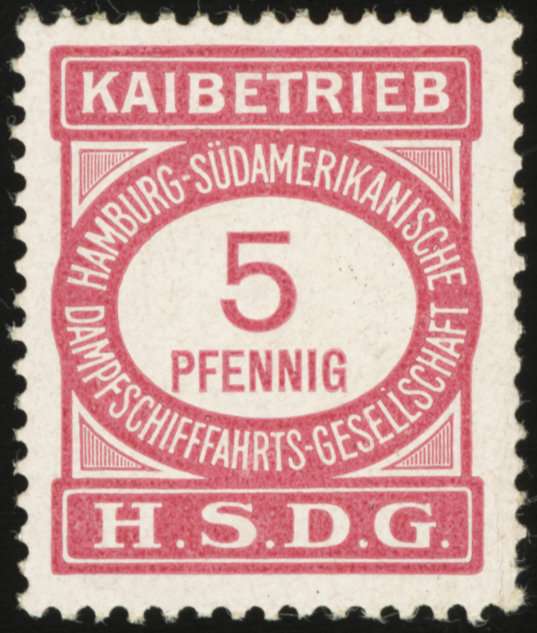 KAIBETRIEB
HAMBURG-SÜDAMERIKANISCHE
5
PFENNIG
DAMPFSCHIFFFAHRTS-GESELLSCHAFT
H.S.D.G.